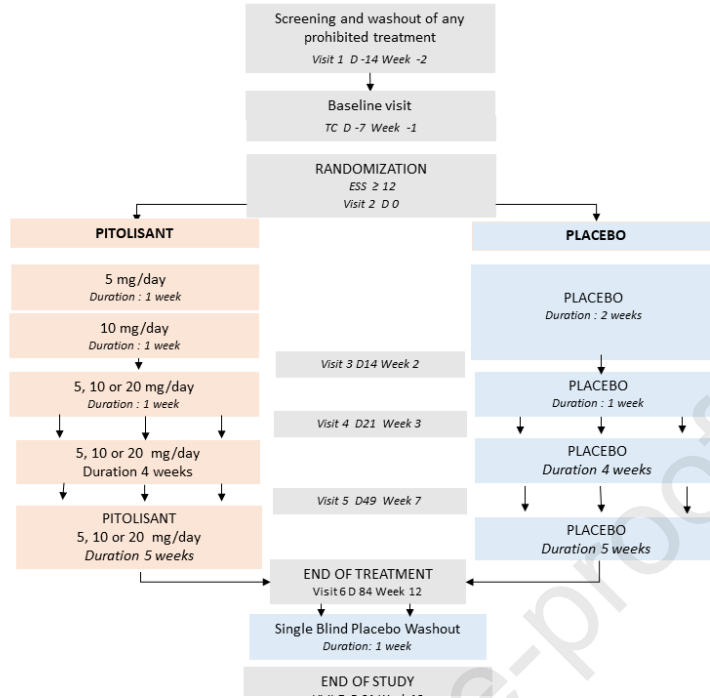 Screening and washout of any
prohibited treatment
Visit 1 D -14 Week -2
Baseline visit
TC D -7 Week -1
RANDOMIZATION
ESS ≥ 12
Visit 2 D 0
PITOLISANT
PLACEBO
5 mg/day
Duration : 1 week
10 mg/day
Duration : 1 week
PLACEBO
Duration : 2 weeks
Visit 3 D14 Week 2
5, 10 or 20 mg/day
Duration : 1 week
PLACEBO
Duration : 1 week
Visit 4 D21 Week 3
5, 10 or 20 mg/day
Duration 4 weeks
PLACEBO
Duration 4 weeks
Visit 5 D49 Week 7
PITOLISANT
5, 10 or 20 mg/day
Duration 5 weeks
PLACEBO
Duration 5 weeks
END OF TREATMENT
Visit 6 D 84 Week 12
Single Blind Placebo Washout
Duration: 1 week
END OF STUDY
e-proof